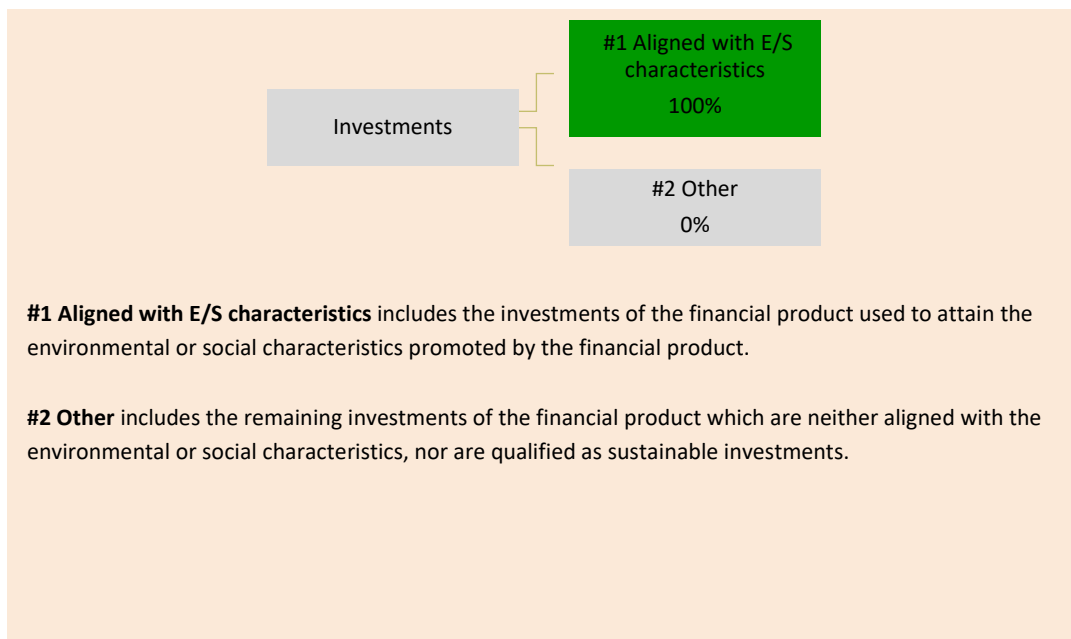 #1 Aligned with E/S
characteristics
100%
Investments
#2 Other
0%
#1 Aligned with E/S characteristics includes the investments of the financial product used to attain the
environmental or social characteristics promoted by the financial product.
#2 Other includes the remaining investments of the financial product which are neither aligned with the
environmental or social characteristics, nor are qualified as sustainable investments.